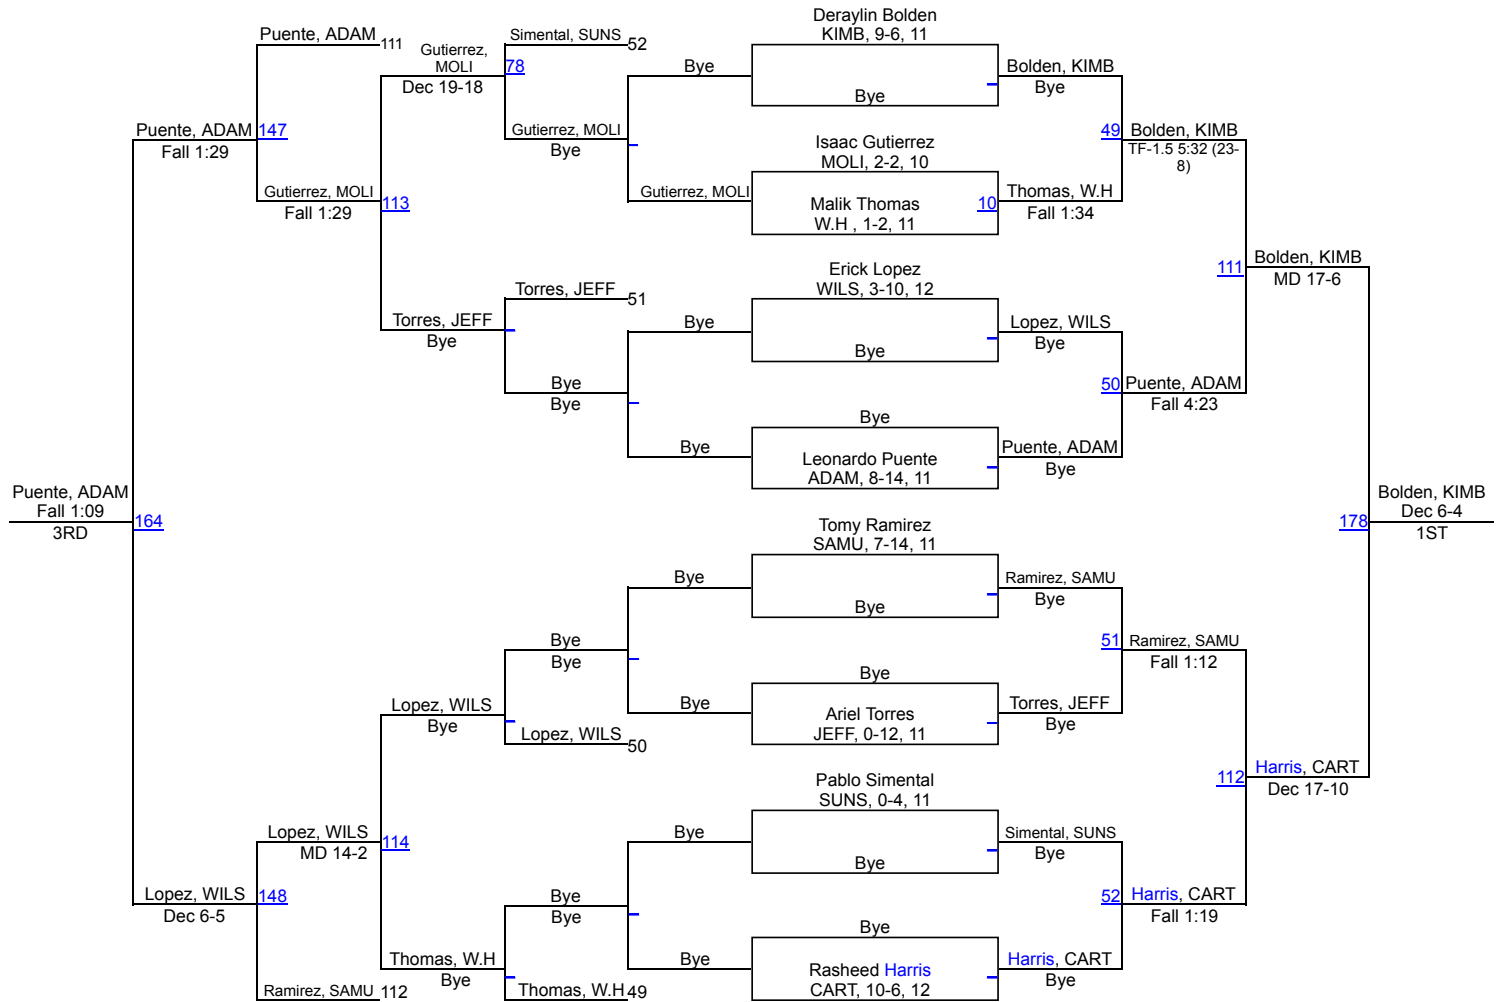 Deraylin Bolden
KIMB, 9-6, 11
Puente, ADAM
111
Gutierrez,
MOLI
Dec 19-18
Simental, SUNS
52
78
Bye
Bye
Bolden, KIMB
Bye
Puente, ADAM
147
Fall 1:29
Gutierrez, MOLI
Bye
Isaac Gutierrez
MOLI, 2-2, 10
49
Bolden, KIMB
TF-1.5 5:32 (23-
8)
Gutierrez, MOLI
Fall 1:29
113
Gutierrez, MOLI
Malik Thomas
W.H , 1-2, 11
10
Thomas, W.H
Fall 1:34
Erick Lopez
WILS, 3-10, 12
111
Bolden, KIMB
MD 17-6
Torres, JEFF
51
Torres, JEFF
Bye
Bye
Bye
Lopez, WILS
Bye
Bye
Bye
Bye
50
Puente, ADAM
Fall 4:23
Bye
Leonardo Puente
ADAM, 8-14, 11
Puente, ADAM
Bye
Puente, ADAM
Fall 1:09
3RD
164
Tomy Ramirez
SAMU, 7-14, 11
178
Bolden, KIMB
Dec 6-4
1ST
Bye
Bye
Ramirez, SAMU
Bye
Bye
Bye
51
Ramirez, SAMU
Fall 1:12
Lopez, WILS
Bye
Bye
Bye
Ariel Torres
JEFF, 0-12, 11
Torres, JEFF
Bye
Lopez, WILS
50
Pablo Simental
SUNS, 0-4, 11
112
Harris, CART
Dec 17-10
Lopez, WILS
MD 14-2
114
Bye
Bye
Simental, SUNS
Bye
Lopez, WILS
Dec 6-5
148
Bye
Bye
52
Harris, CART
Fall 1:19
Bye
Thomas, W.H
Bye
Bye
Rasheed Harris
CART, 10-6, 12
Harris, CART
Bye
Ramirez, SAMU
112
Thomas, W.H
49